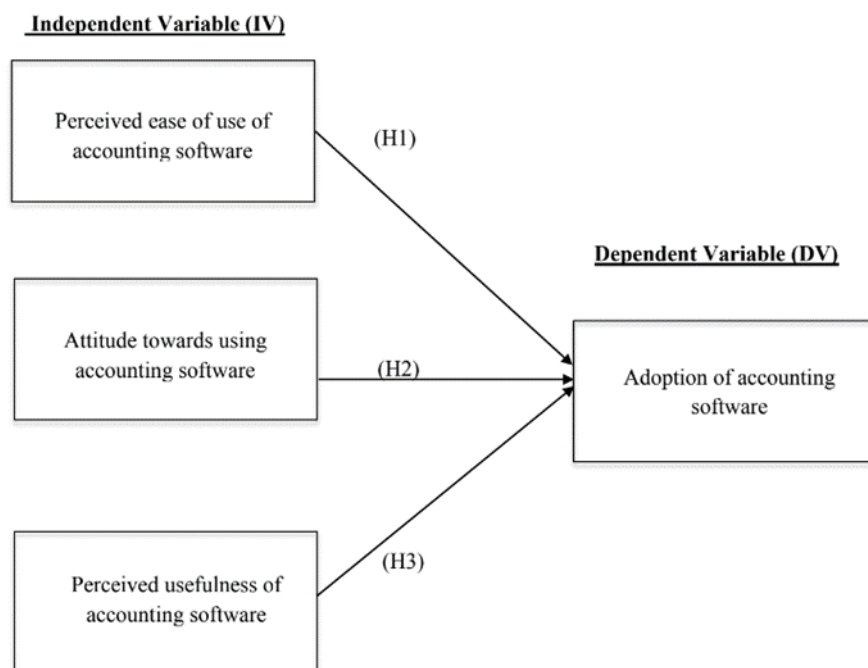 Independent Variable (IV)
Perceived ease of use of
accounting software
(H1)
Dependent Variable (DV)
Attitude towards using
accounting software
(H2)
Adoption of accounting
software
(H3)
Perceived usefulness of
accounting software